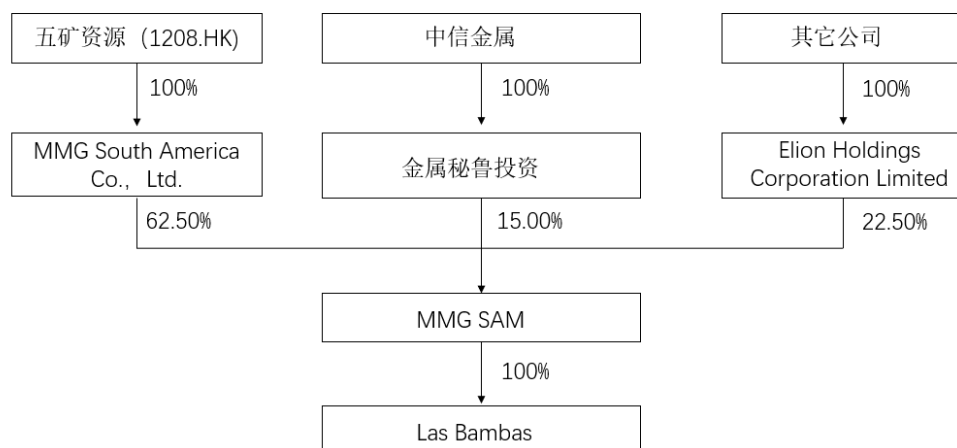 五矿资源（1208.HK)
中信金属
其它公司
100%
100%
100%
MMG South America
Co.，Ltd.
金属秘鲁投资
Elion Holdings
Corporation Limited
62.50%
15.00%
22.50%
MMG SAM
100%
Las Bambas